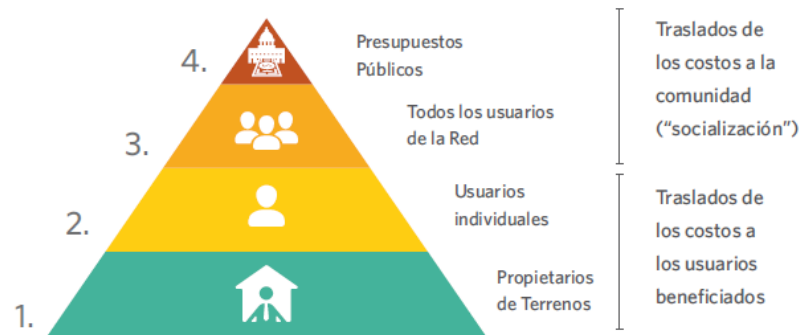 4.
Presupuestos
Públicos
3.
Todos los usuarios
de la Red
2.
Usuarios
individuales
1.
Propietarios
de Terrenos
Traslados de
los costos a la
comunidad
(“socialización”)
Traslados de
los costos a
los usuarios
beneficiados